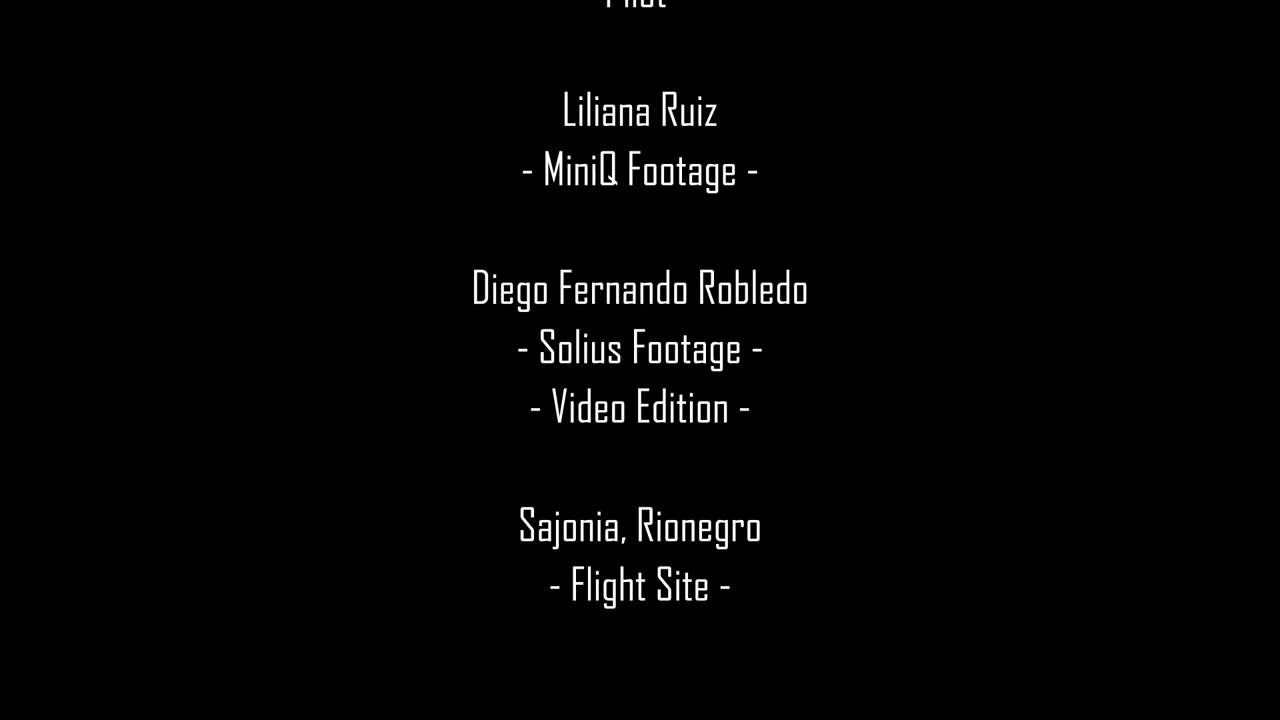 Liliana Ruiz
- MiniQ Footage -
Diego Fernando Robledo
- Solius Footage -
- Video Edition -
Sajonia, Rionegro
- Flight Site -